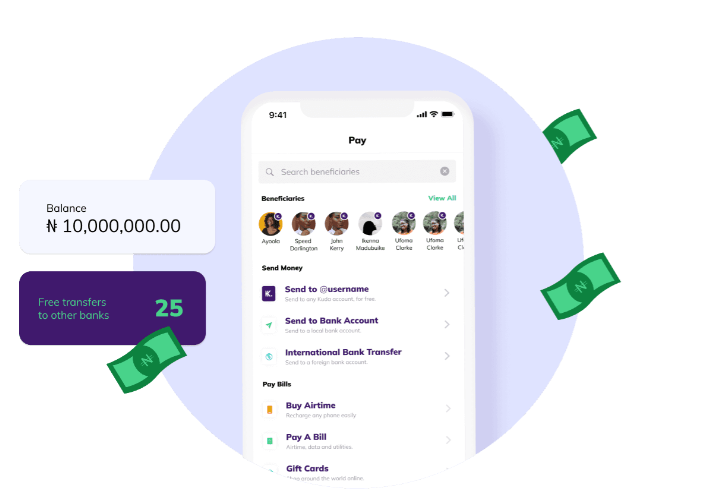 9:41
Pay
Search beneficiaries
Beneficiaries View All
Ayoola
Speed Darlington
John Kerry
Ikenna Madubuike
Ufoma Clarke
Ufoma Clarke
Send Money
K.
Send to @username
Send to any Kuda account, for free.
Send to Bank Account
Send to a local bank account.
International Bank Transfer
Send to a foreign bank account.
Pay Bills
Buy Airtime
Recharge any phone easily.
Pay A Bill
Airtime, data and utilities.
Gift Cards
around the world online.
Balance
₦ 10,000,000.00
Free transfers
to other banks
25
₦
₦
₦